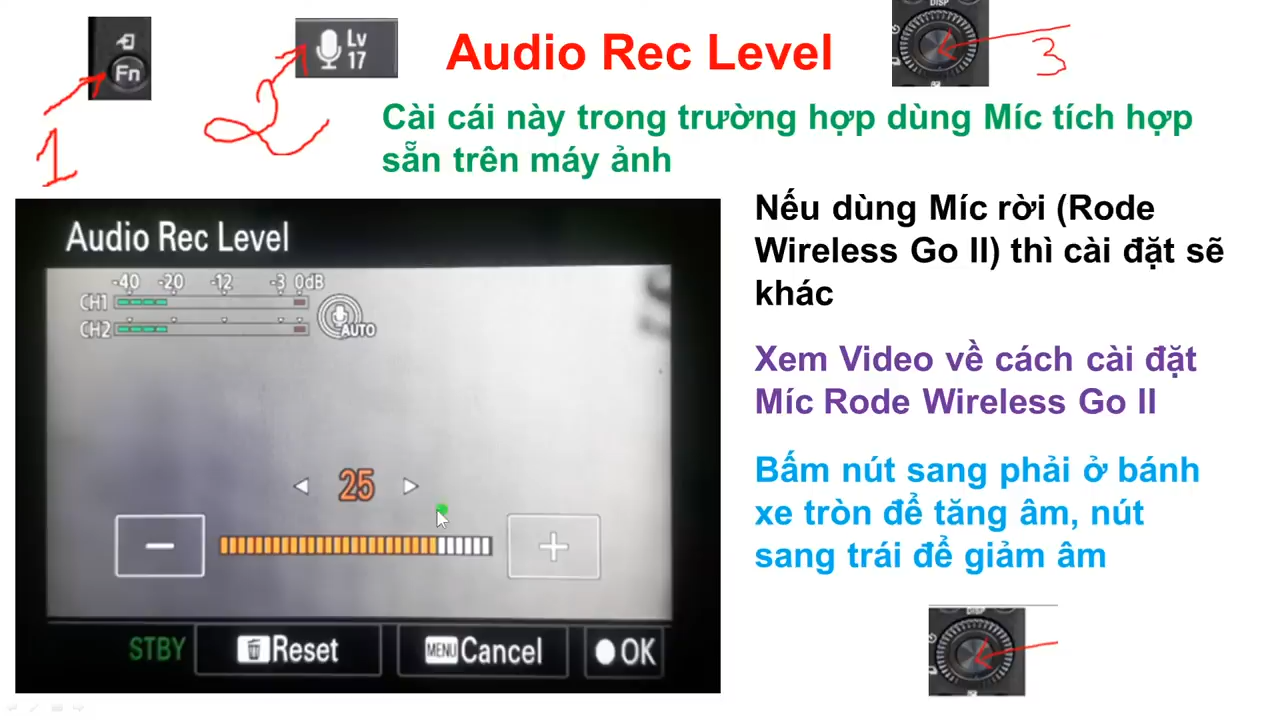 DISP
Fn
Lv
17
Audio Rec Level
1
2
3
Cài cái này trong trường hợp dùng Míc tích hợp
sẵn trên máy ảnh
Audio Rec Level
-40 -20 -12 -3 0dB
CH1
CH2
AUTO
25
STBY
Reset
MENU Cancel
OK
Nếu dùng Míc rời (Rode
Wireless Go II) thì cài đặt sẽ
khác
Xem Video về cách cài đặt
Míc Rode Wireless Go II
Bấm nút sang phải ở bánh
xe tròn để tăng âm, nút
sang trái để giảm âm
DISP